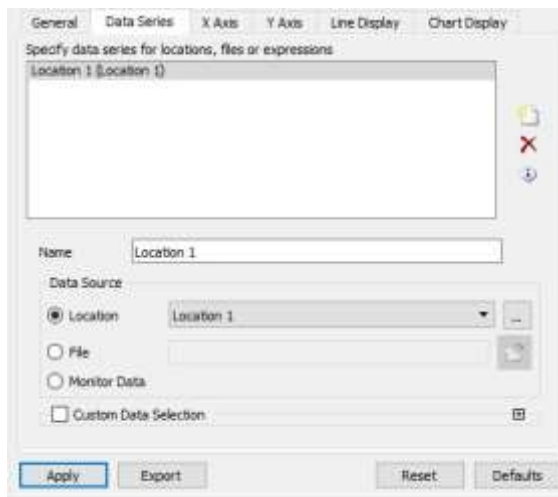 General Data Series X Axis Y Axis Line Display Chart Display
Specify data series for locations, files or expressions
Location 1 (Location 1)
Name Location 1
Data Source
Location Location 1 ...
File
Monitor Data
Custom Data Selection
Apply Export Reset Defaults